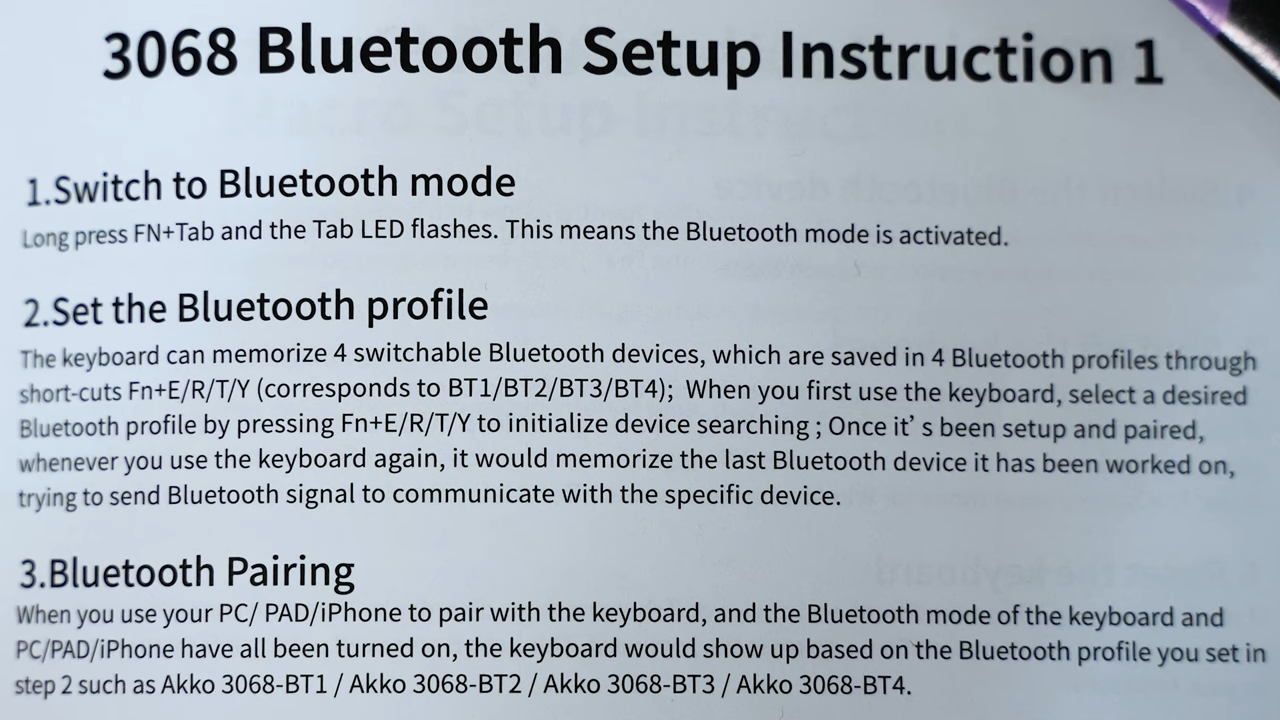 3068 Bluetooth Setup Instruction 1
1.Switch to Bluetooth mode
Long press FN+Tab and the Tab LED flashes. This means the Bluetooth mode is activated.
2.Set the Bluetooth profile
The keyboard can memorize 4 switchable Bluetooth devices, which are saved in 4 Bluetooth profiles through
short-cuts Fn+E/R/T/Y (corresponds to BT1/BT2/BT3/BT4); When you first use the keyboard, select a desired
Bluetooth profile by pressing Fn+E/R/T/Y to initialize device searching ; Once it's been setup and paired,
whenever you use the keyboard again, it would memorize the last Bluetooth device it has been worked on,
trying to send Bluetooth signal to communicate with the specific device.
3.Bluetooth Pairing
When you use your PC/ PAD/iPhone to pair with the keyboard, and the Bluetooth mode of the keyboard and
PC/PAD/iPhone have all been turned on, the keyboard would show up based on the Bluetooth profile you set in
step 2 such as Akko 3068-BT1 / Akko 3068-BT2 / Akko 3068-BT3 / Akko 3068-BT4.